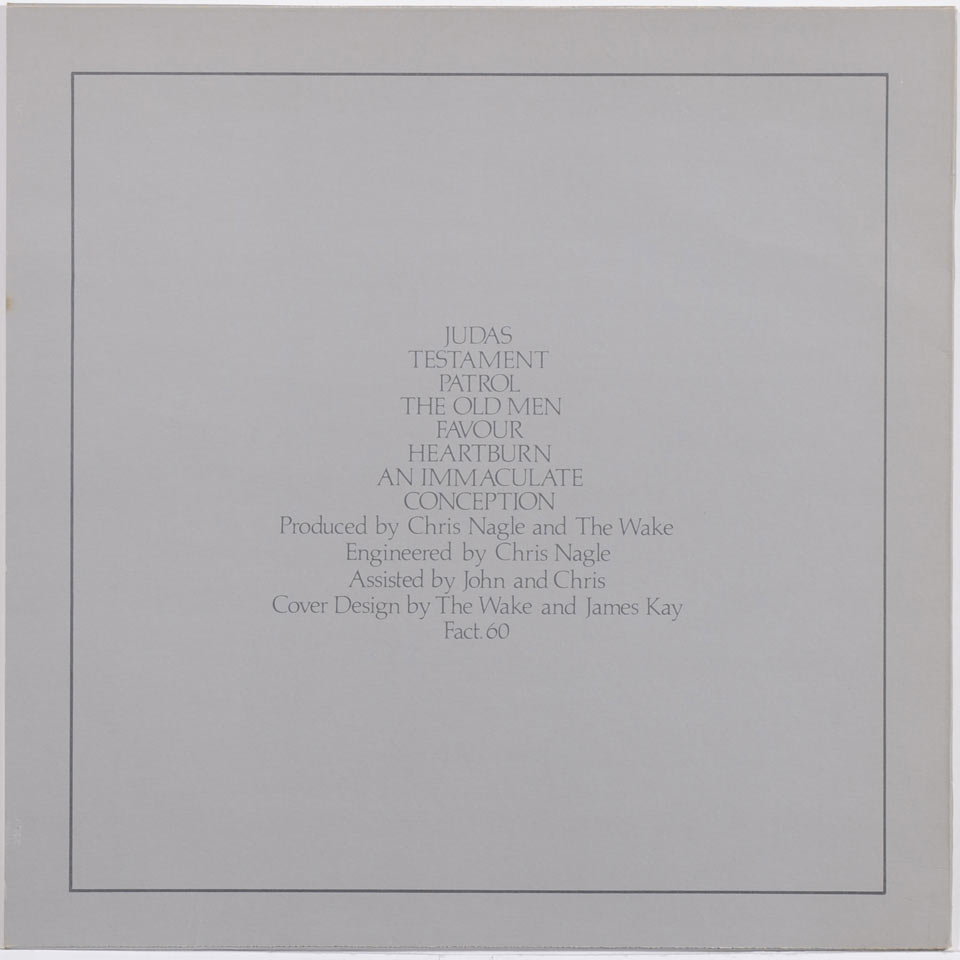 JUDAS
TESTAMENT
PATROL
THE OLD MEN
FAVOUR
HEARTBURN
AN IMMACULATE
CONCEPTION
Produced by Chris Nagle and The Wake
Engineered by Chris Nagle
Assisted by John and Chris
Cover Design by The Wake and James Kay
Fact. 60